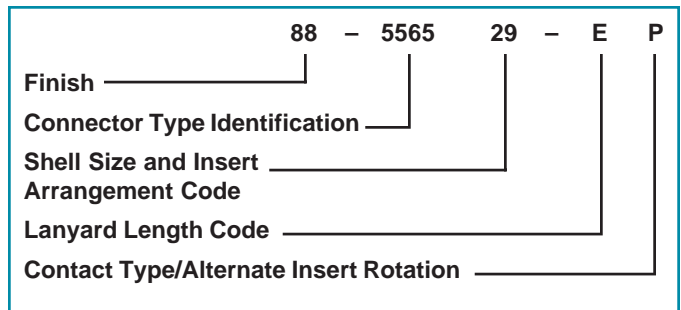 88 – 5565 29 – E P
Finish
Connector Type Identification
Shell Size and Insert
Arrangement Code
Lanyard Length Code
Contact Type/Alternate Insert Rotation